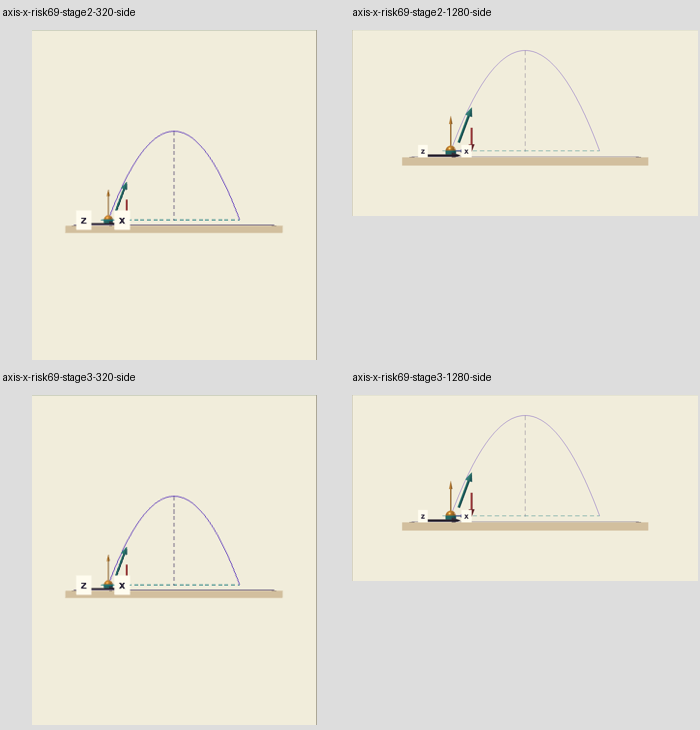 axis-x-risk69-stage2-320-side
axis-x-risk69-stage2-1280-side
z x
z x
axis-x-risk69-stage3-320-side
axis-x-risk69-stage3-1280-side
z x
z x